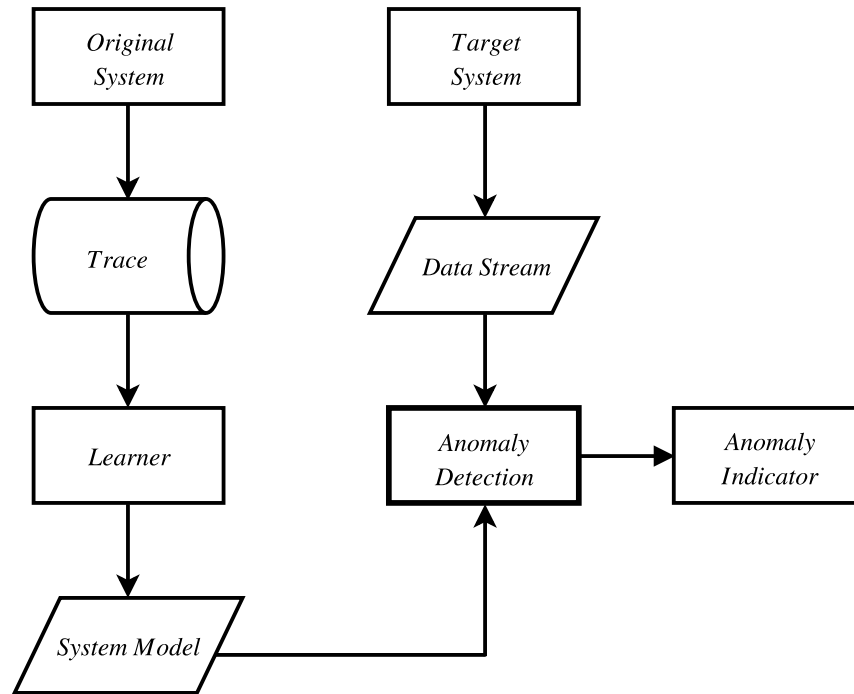 Original
System
Target
System
Trace
Data Stream
Learner
Anomaly
Detection
Anomaly
Indicator
System Model